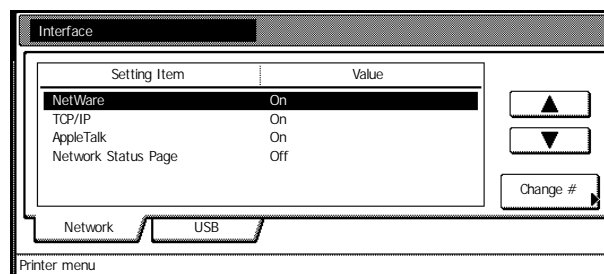 Interface
Setting Item Value
NetWare On
TCP/IP On
AppleTalk On
Network Status Page Off
Change #
Network USB
Printer menu